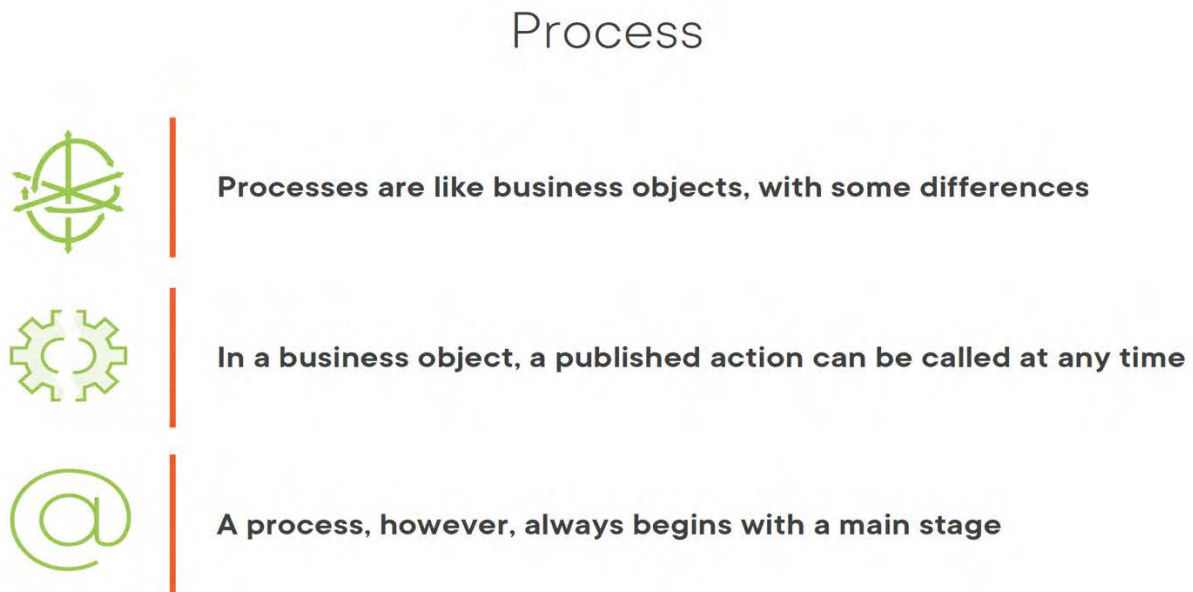 Process
Processes are like business objects, with some differences
In a business object, a published action can be called at any time
@
A process, however, always begins with a main stage